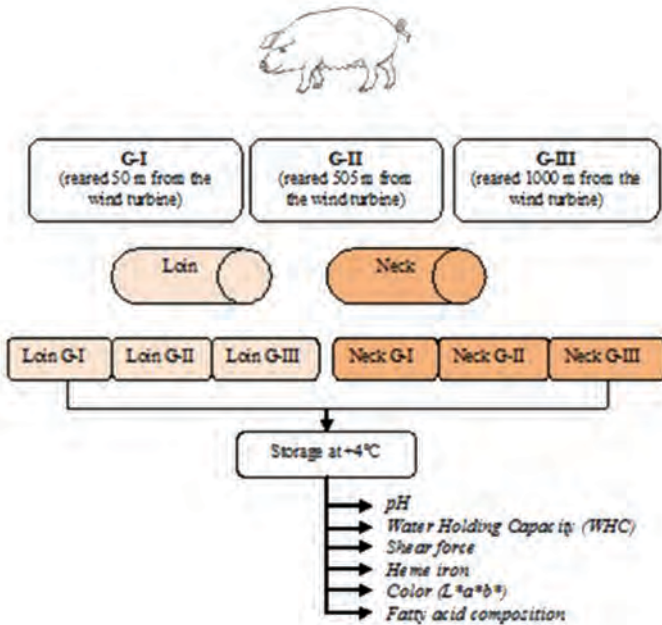 G-I
(reared 50 m from the
wind turbine)
G-II
(reared 505 m from
the wind turbine)
G-III
(reared 1000 m from the
wind turbine)
Loin
Neck
Loin G-I
Loin G-II
Loin G-III
Neck G-I
Neck G-II
Neck G-III
Storage at +4°C
pH
Water Holding Capacity (WHC)
Shear force
Heme iron
Color (L*a*b*)
Fatty acid composition